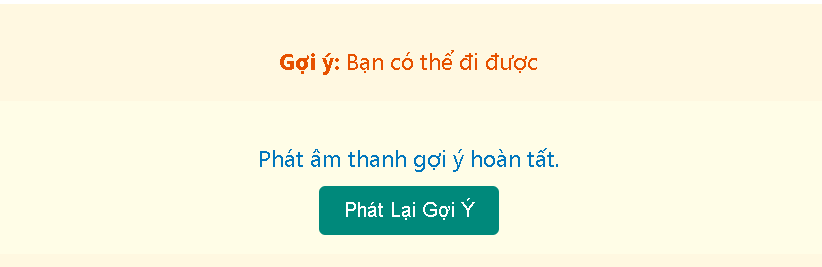 Gợi ý: Bạn có thể đi được
Phát âm thanh gợi ý hoàn tất.
Phát Lại Gợi Ý